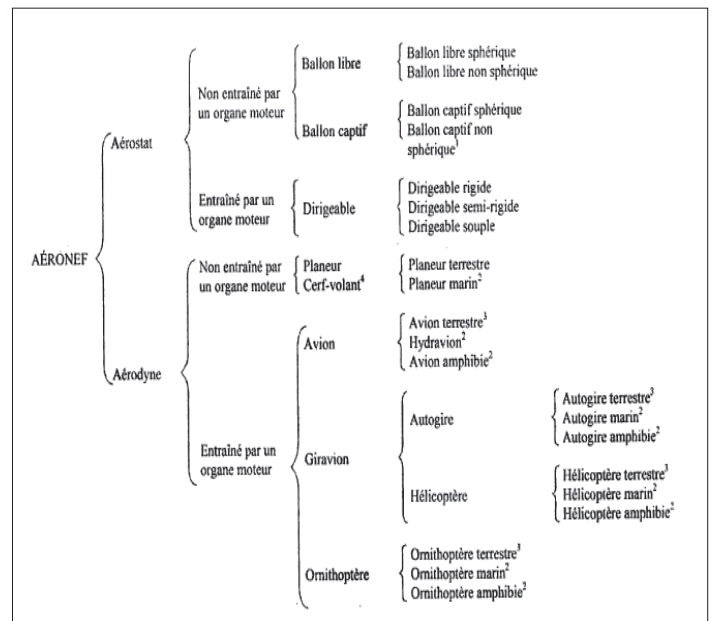 Ballon libre sphérique
Ballon libre
Ballon libre non sphérique
Non entraîné par
un organe moteur
Ballon captif sphérique
Ballon captif
Ballon captif non
sphérique¹
Aérostat
Dirigeable rigide
Entraîné par un
organe moteur
Dirigeable
Dirigeable semi-rigide
Dirigeable souple
AÉRONEF
Non entraîné par
un organe moteur
Planeur
Cerf-volant⁴
Planeur terrestre
Planeur marin²
Avion terrestre³
Avion
Hydravion²
Avion amphibie²
Aérodyne
Autogire terrestre³
Autogire
Autogire marin²
Autogire amphibie²
Entraîné par un
organe moteur
Giravion
Hélicoptère terrestre³
Hélicoptère
Hélicoptère marin²
Hélicoptère amphibie²
Ornithoptère terrestre³
Ornithoptère
Ornithoptère marin²
Ornithoptère amphibie²